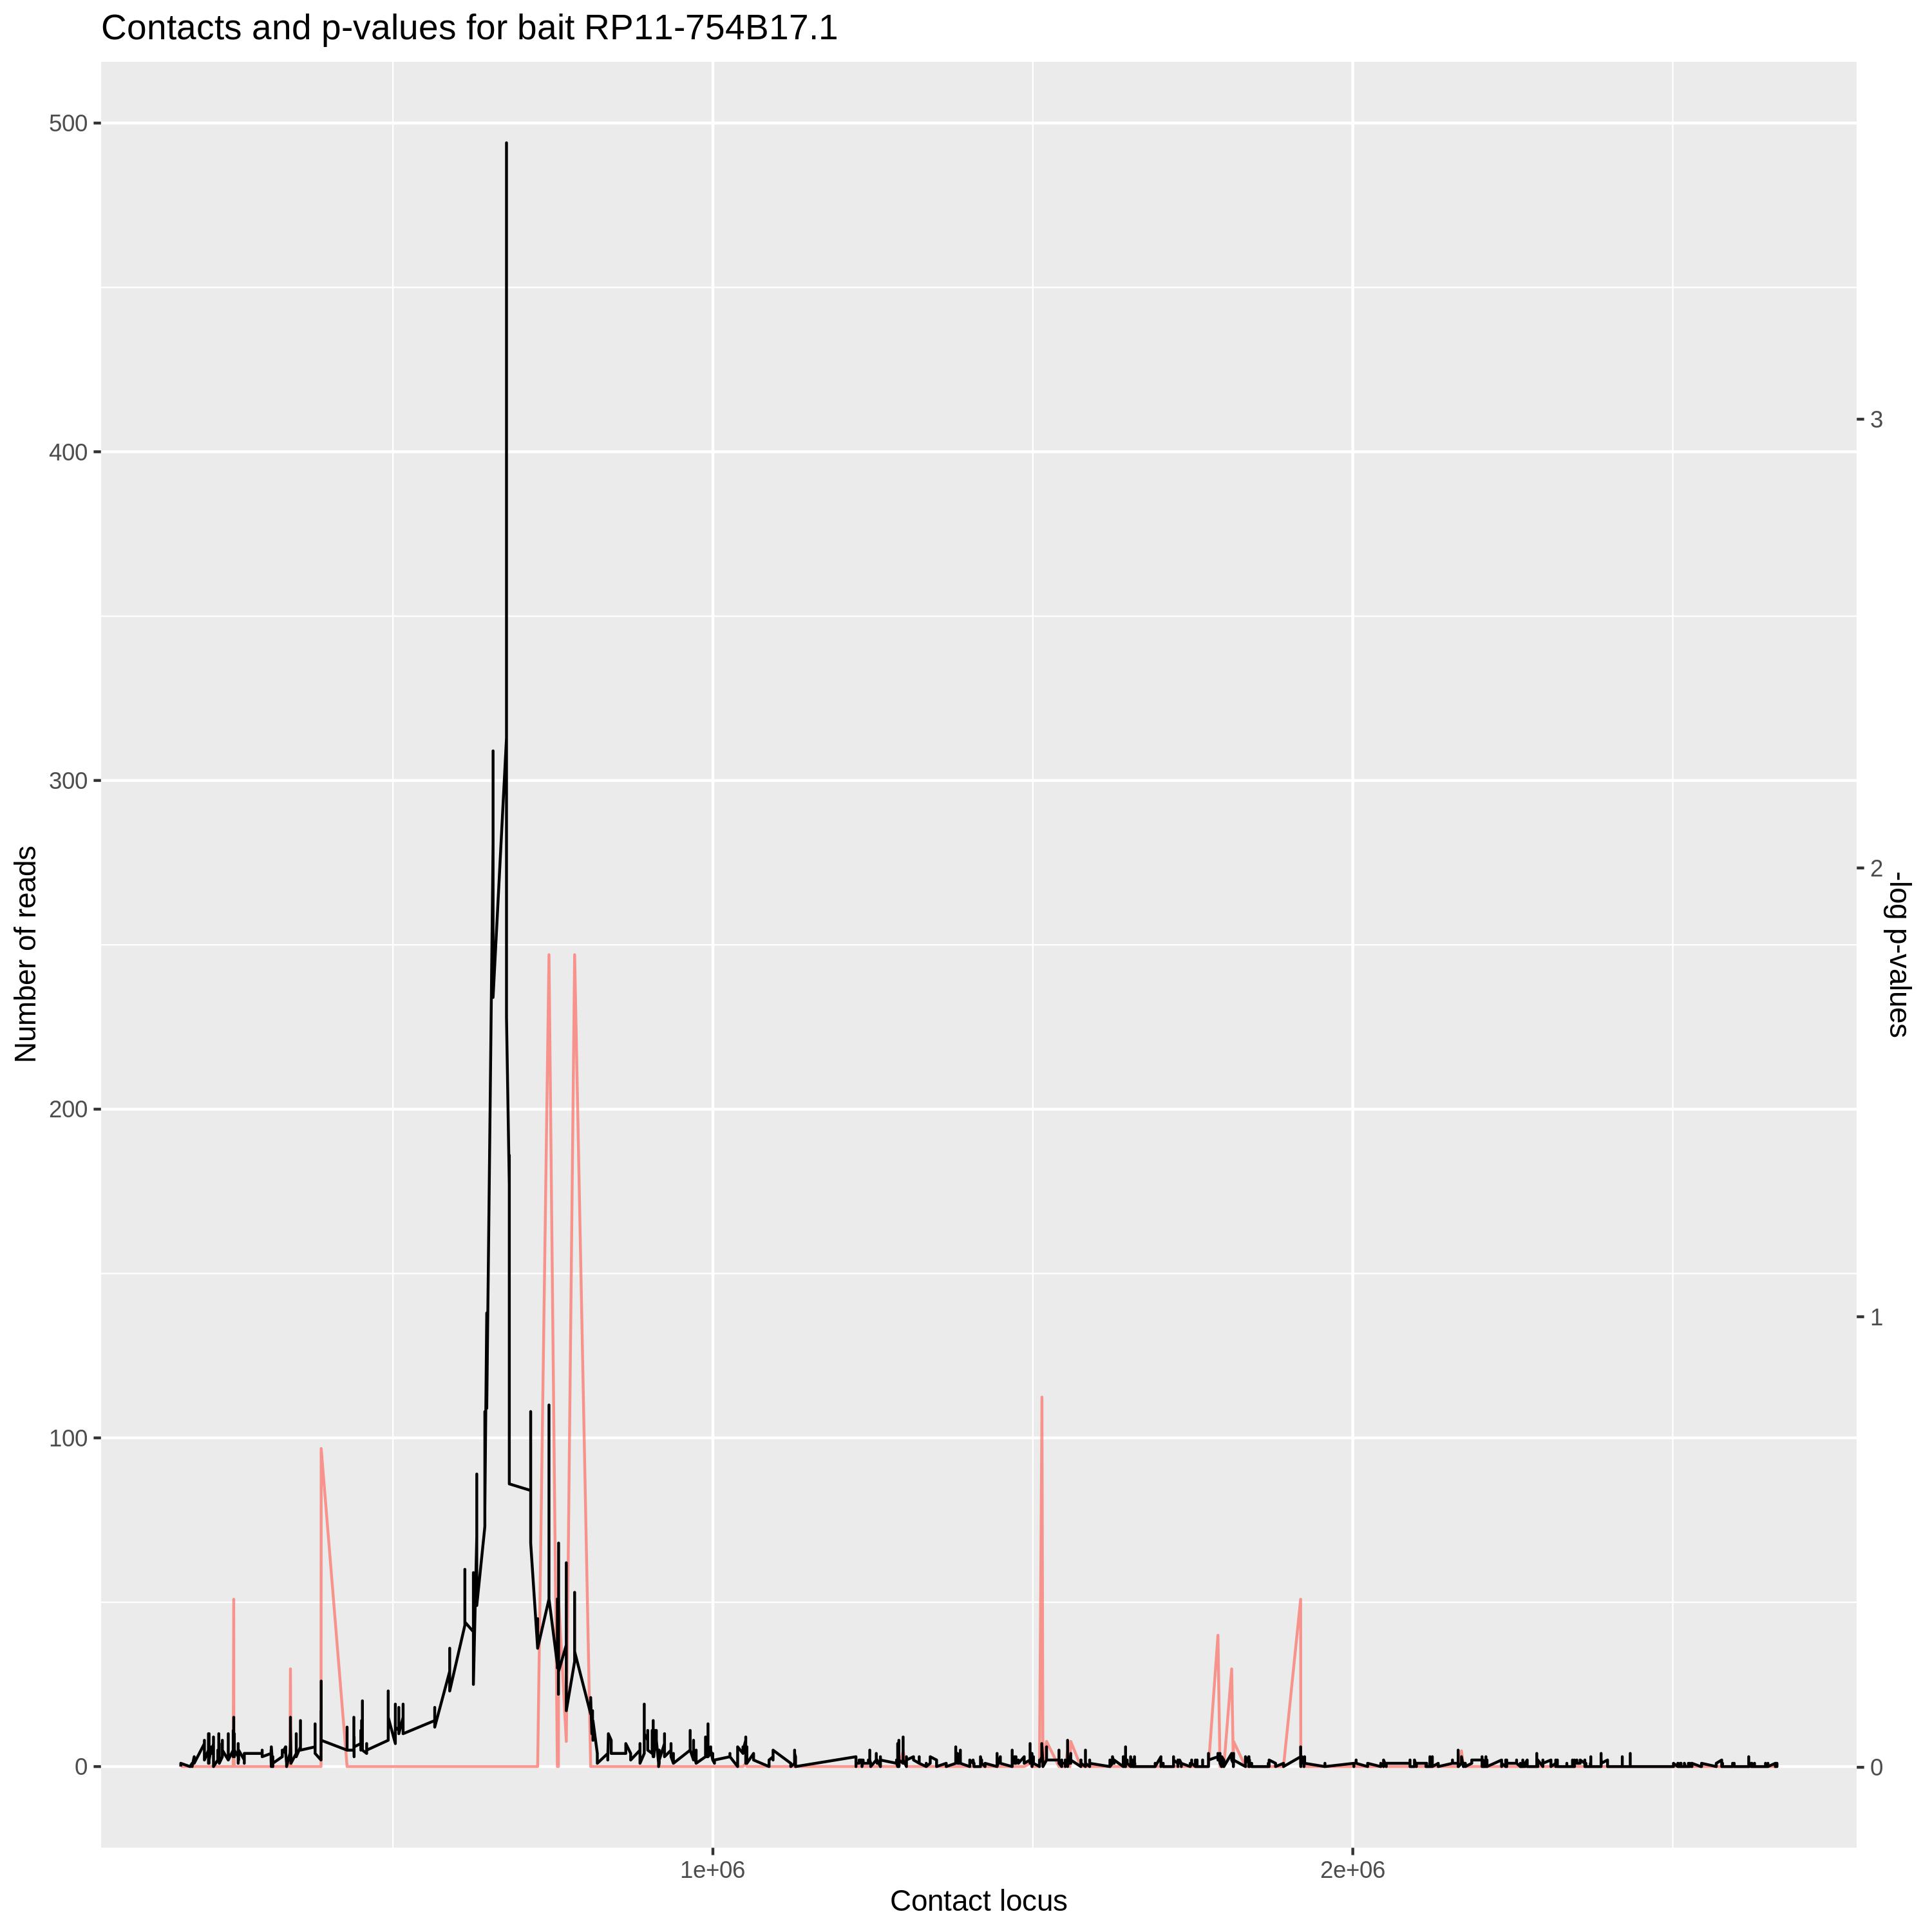 Contacts and p-values for bait RP11-754B17.1
500
400
300
200
100
0
Number of reads
3
2
1
0
-log p-values
1e+06
2e+06
Contact locus